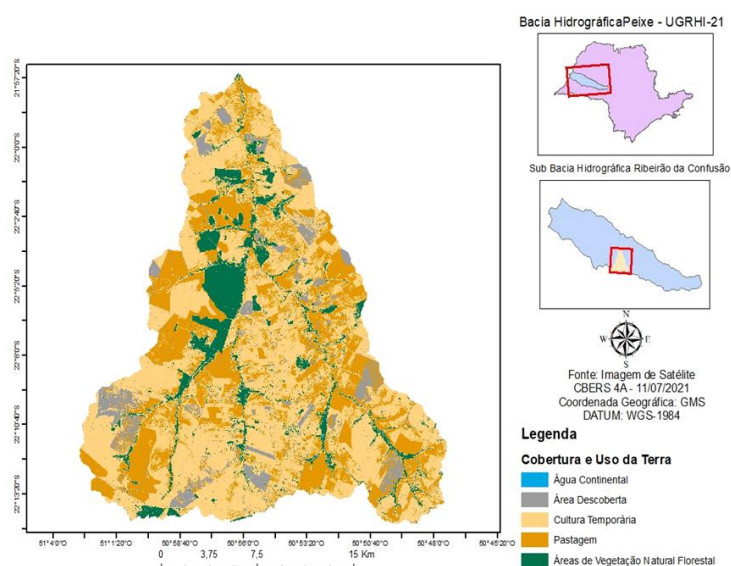 Bacia HidrográficaPeixe - UGRHI-21
Sub Bacia Hidrográfica Ribeirão da Confusão
N
W E
S
Fonte: Imagem de Satélite
CBERS 4A - 11/07/2021
Coordenada Geográfica: GMS
DATUM: WGS-1984
Legenda
Cobertura e Uso da Terra
Água Continental
Área Descoberta
Cultura Temporária
Pastagem
Áreas de Vegetação Natural Florestal
21°57'20"S
22°0'0"S
22°2'40"S
22°5'20"S
22°8'0"S
22°10'40"S
22°13'20"S
51°4'0"O 51°1'20"O 50°58'40"O 50°56'0"O 50°53'20"O 50°50'40"O 50°48'0"O 50°45'20"O
0 3,75 7,5 15 Km